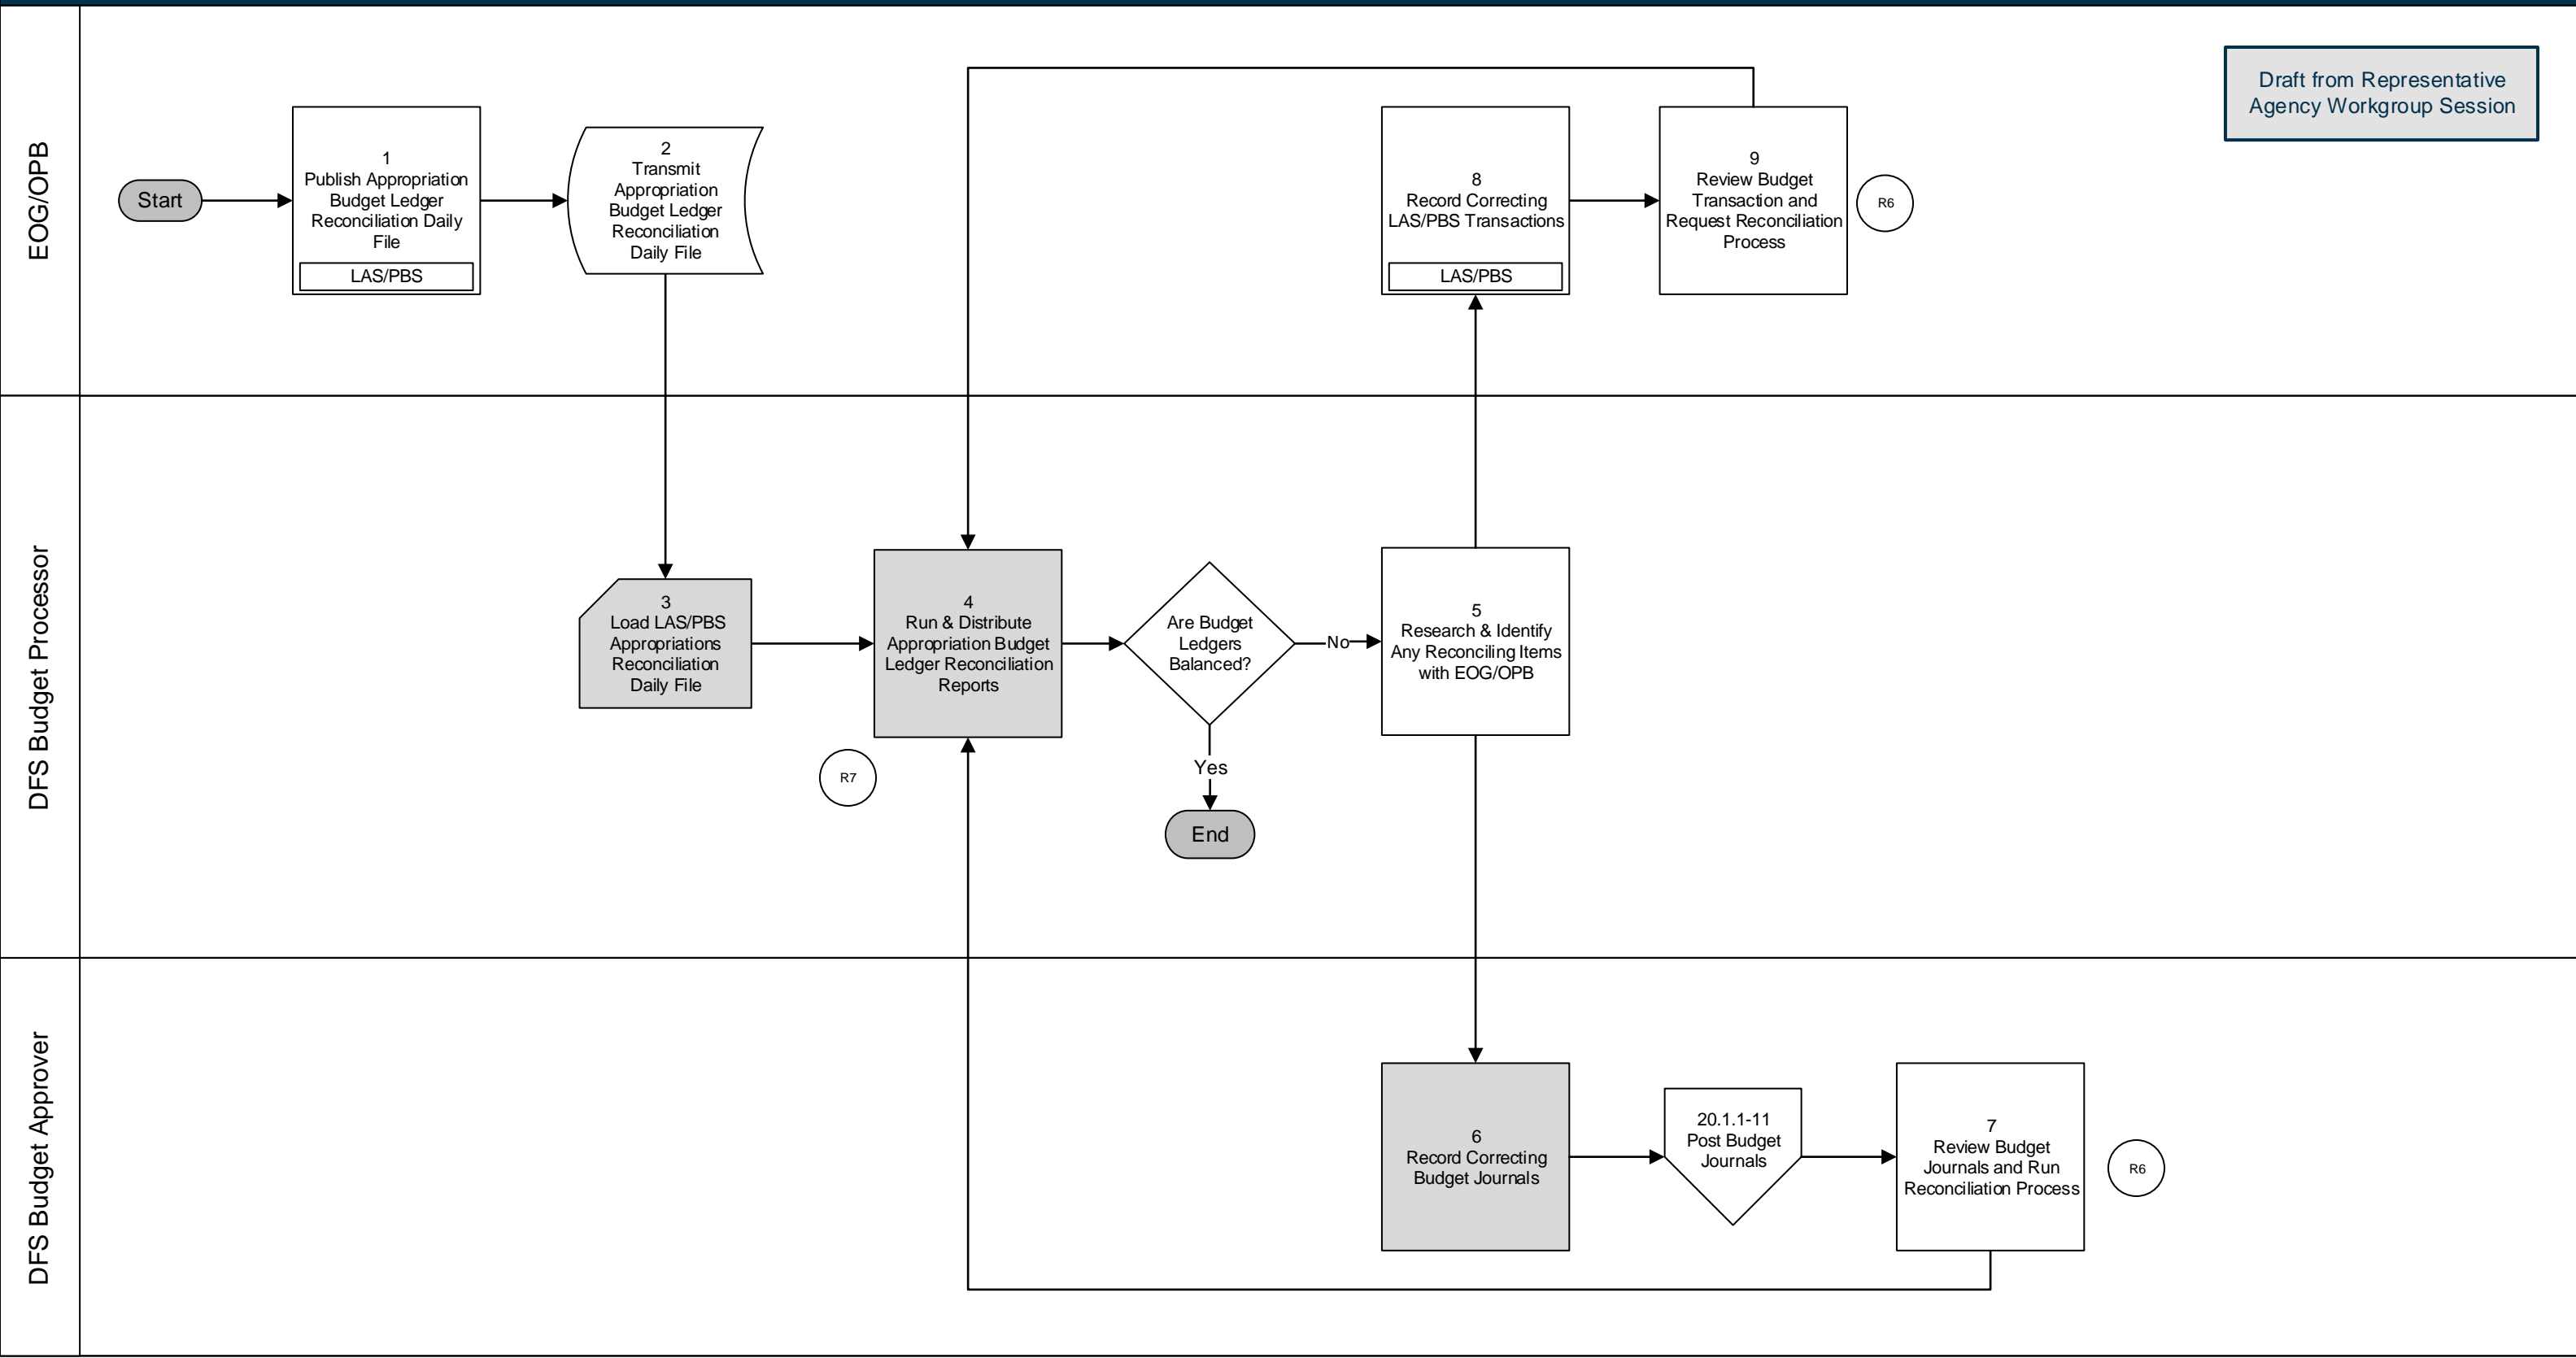 Draft from Representative
Agency Workgroup Session
EOG/OPB
Start
1
Publish Appropriation
Budget Ledger
Reconciliation Daily
File
LAS/PBS
2
Transmit
Appropriation
Budget Ledger
Reconciliation
Daily File
8
Record Correcting
LAS/PBS Transactions
LAS/PBS
9
Review Budget
Transaction and
Request Reconciliation
Process
R6
DFS Budget Processor
3
Load LAS/PBS
Appropriations
Reconciliation
Daily File
4
Run & Distribute
Appropriation Budget
Ledger Reconciliation
Reports
R7
Are Budget
Ledgers
Balanced?
No
Yes
End
5
Research & Identify
Any Reconciling Items
with EOG/OPB
DFS Budget Approver
6
Record Correcting
Budget Journals
20.1.1-11
Post Budget
Journals
7
Review Budget
Journals and Run
Reconciliation Process
R6